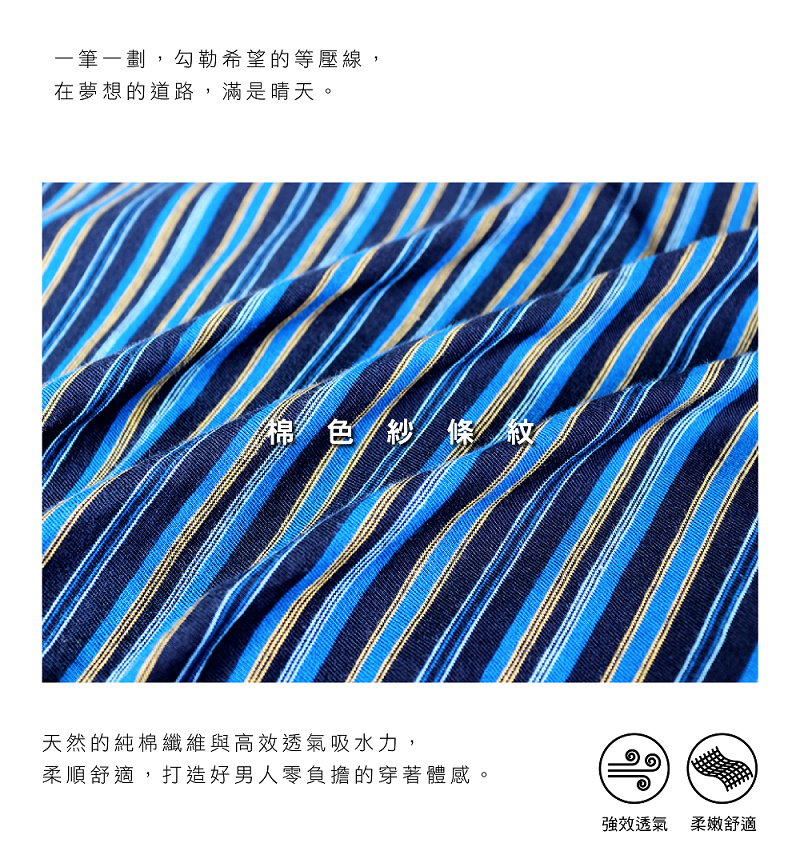 一筆一劃，勾勒希望的等壓線，
在夢想的道路，滿是晴天。
棉色紗條紋
天然的純棉纖維與高效透氣吸水力，
柔順舒適，打造好男人零負擔的穿著體感。
強效透氣 柔嫩舒適